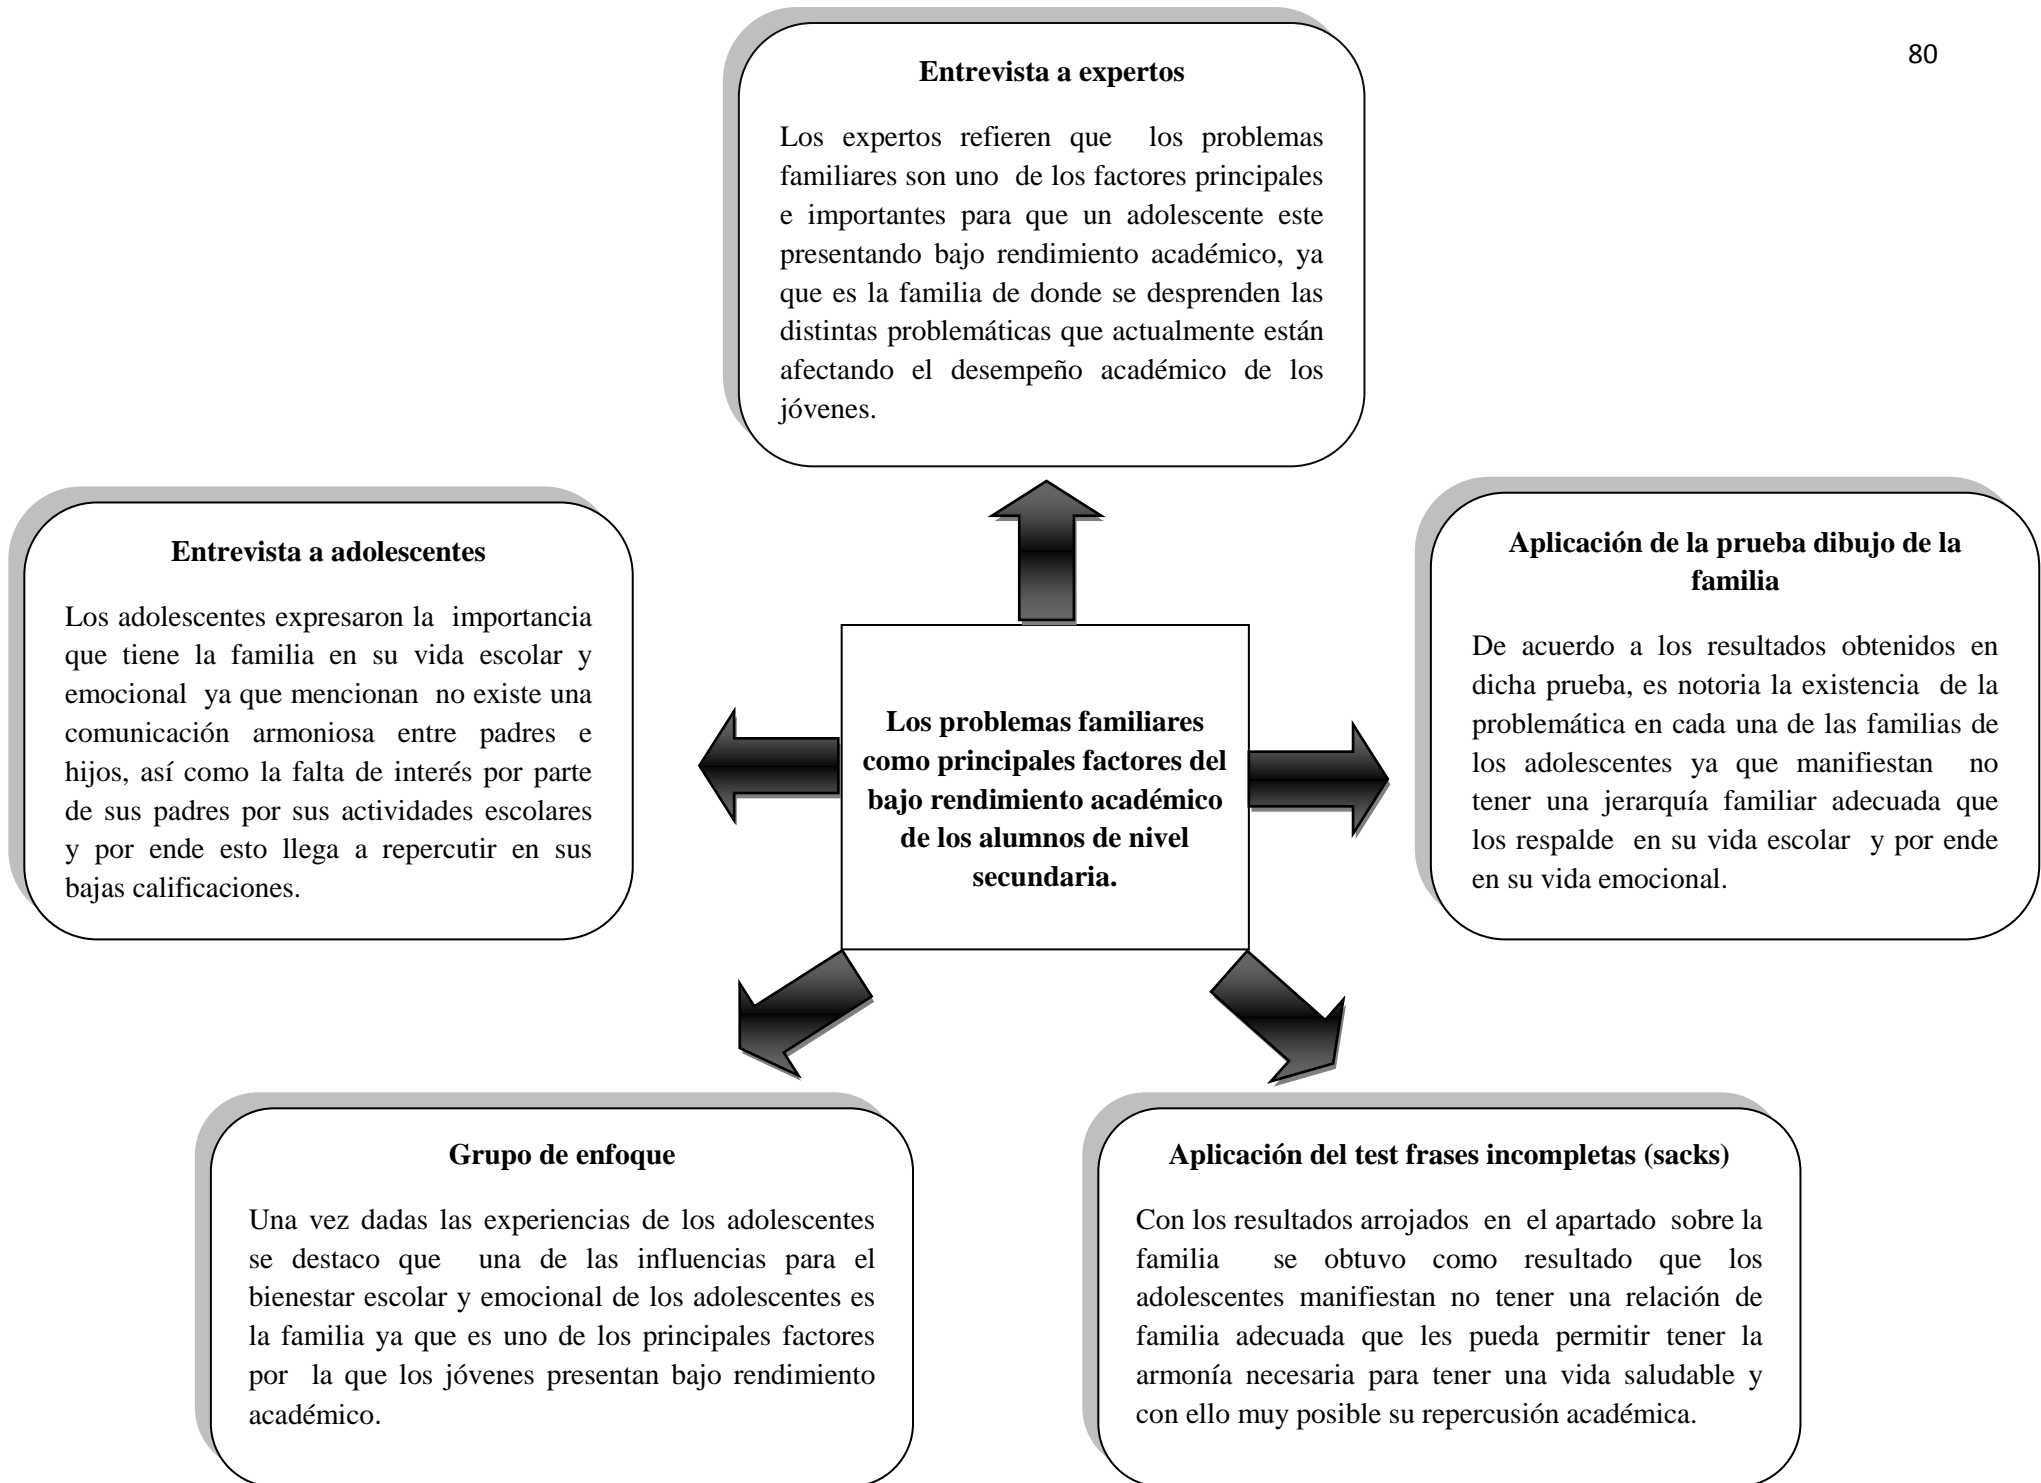 80
Entrevista a expertos
Los expertos refieren que los problemas
familiares son uno de los factores principales
e importantes para que un adolescente este
presentando bajo rendimiento académico, ya
que es la familia de donde se desprenden las
distintas problemáticas que actualmente están
afectando el desempeño académico de los
jóvenes.
Entrevista a adolescentes
Los adolescentes expresaron la importancia
que tiene la familia en su vida escolar y
emocional ya que mencionan no existe una
comunicación armoniosa entre padres e
hijos, así como la falta de interés por parte
de sus padres por sus actividades escolares
y por ende esto llega a repercutir en sus
bajas calificaciones.
Los problemas familiares
como principales factores del
bajo rendimiento académico
de los alumnos de nivel
secundaria.
Aplicación de la prueba dibujo de la
familia
De acuerdo a los resultados obtenidos en
dicha prueba, es notoria la existencia de la
problemática en cada una de las familias de
los adolescentes ya que manifiestan no
tener una jerarquía familiar adecuada que
los respalde en su vida escolar y por ende
en su vida emocional.
Grupo de enfoque
Una vez dadas las experiencias de los adolescentes
se destaco que una de las influencias para el
bienestar escolar y emocional de los adolescentes es
la familia ya que es uno de los principales factores
por la que los jóvenes presentan bajo rendimiento
académico.
Aplicación del test frases incompletas (sacks)
Con los resultados arrojados en el apartado sobre la
familia se obtuvo como resultado que los
adolescentes manifiestan no tener una relación de
familia adecuada que les pueda permitir tener la
armonía necesaria para tener una vida saludable y
con ello muy posible su repercusión académica.